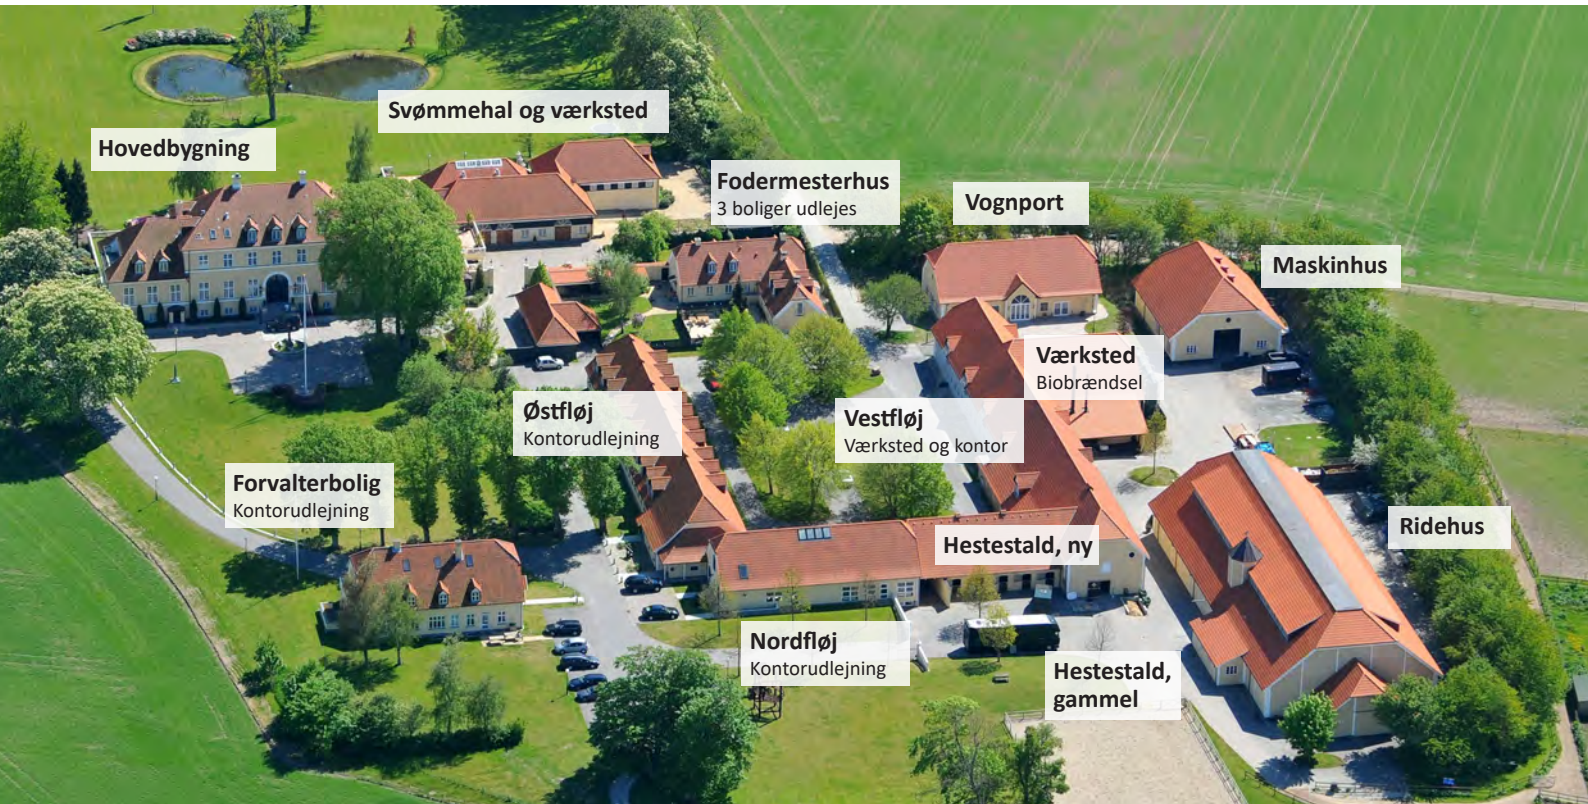 Svømmehal og værksted
Hovedbygning
Fodermesterhus
3 boliger udlejes
Vognport
Maskinhus
Værksted
Biobrændsel
Østfløj
Kontorudlejning
Vestfløj
Værksted og kontor
Forvalterbolig
Kontorudlejning
Ridehus
Hestestald, ny
Nordfløj
Kontorudlejning
Hestestald,
gammel